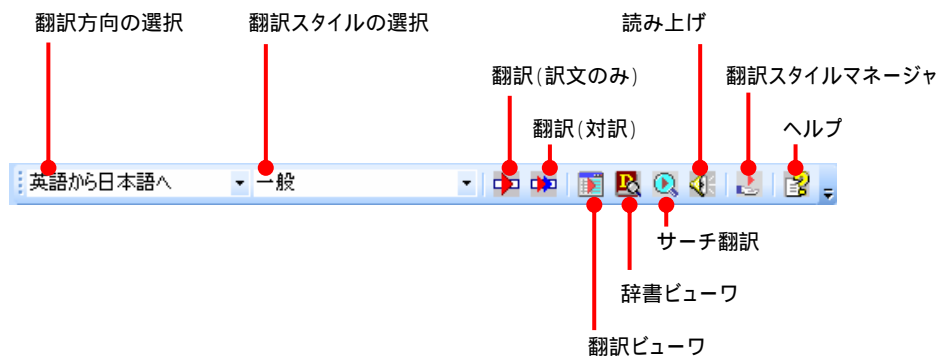 翻訳方向の選択
翻訳スタイルの選択
読み上げ
翻訳(訳文のみ)
翻訳スタイルマネージャ
翻訳(対訳)
ヘルプ
英語から日本語へ
一般
サーチ翻訳
辞書ビューワ
翻訳ビューワ